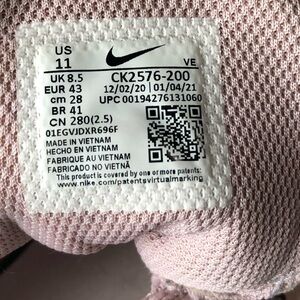 US
11
VE
UK 8.5
CK2576-200
EUR 43
12/02/20 01/04/21
cm 28
UPC 00194276131060
BR 41
CN 280(2.5)
01EGVJDXR696F
MADE IN VIETNAM
HECHO EN VIETNAM
FABRIQUÉ AU VIETNAM
FABRICADO NO VIETNÃ
This product is covered by one or more patents:
www.nike.com/patentsvirtualmarking